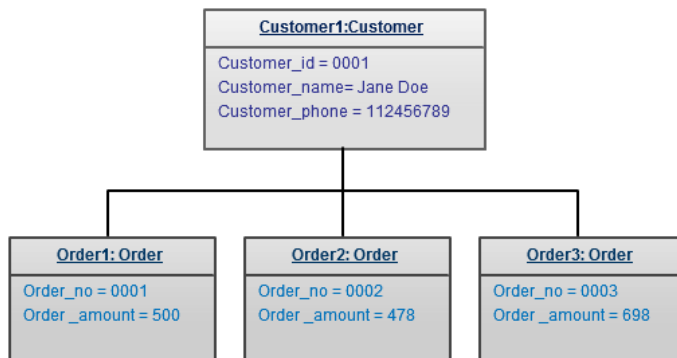 Customer1:Customer
Customer_id = 0001
Customer_name= Jane Doe
Customer_phone = 112456789
Order1: Order
Order_no = 0001
Order _amount = 500
Order2: Order
Order_no = 0002
Order _amount = 478
Order3: Order
Order_no = 0003
Order _amount = 698